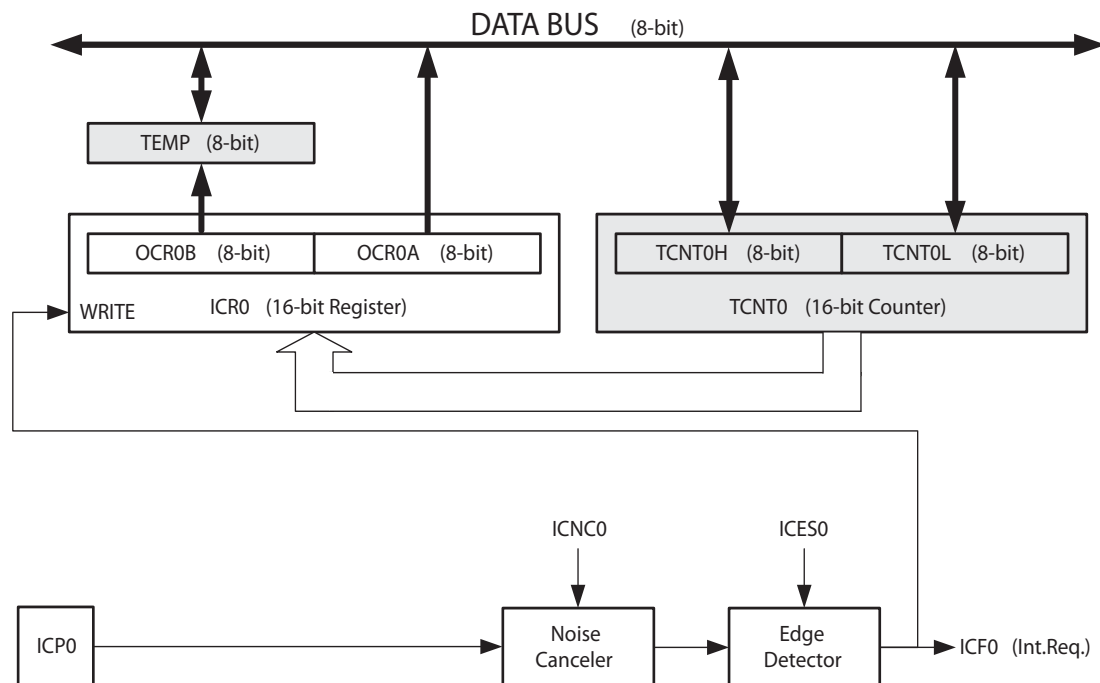 DATA BUS (8-bit)
TEMP (8-bit)
OCR0B (8-bit)
OCR0A (8-bit)
TCNT0H (8-bit)
TCNT0L (8-bit)
WRITE
ICR0 (16-bit Register)
TCNT0 (16-bit Counter)
ICNC0
ICES0
ICP0
Noise
Canceler
Edge
Detector
ICF0 (Int.Req.)